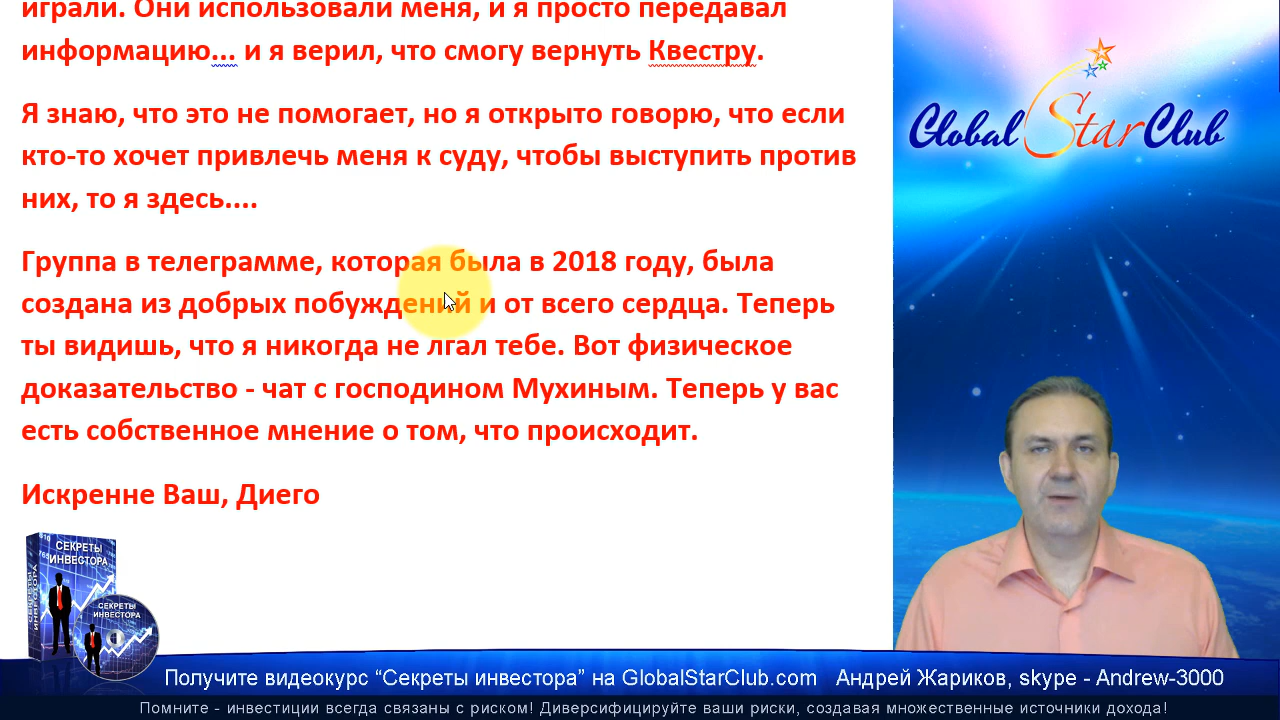 играли. Они использовали меня, и я просто передавал
информацию... и я верил, что смогу вернуть Квестру.
Я знаю, что это не помогает, но я открыто говорю, что если
кто-то хочет привлечь меня к суду, чтобы выступить против
них, то я здесь....
Группа в телеграмме, которая была в 2018 году, была
создана из добрых побуждений и от всего сердца. Теперь
ты видишь, что я никогда не лгал тебе. Вот физическое
доказательство - чат с господином Мухиным. Теперь у вас
есть собственное мнение о том, что происходит.
Искренне Ваш, Диего
Global Star Club
СЕКРЕТЫ
ИНВЕСТОРА
СЕКРЕТЫ ИНВЕСТОРА
СЕКРЕТЫ
ИНВЕСТОРА
Получите видеокурс “Секреты инвестора” на GlobalStarClub.com Андрей Жариков, skype - Andrew-3000
Помните - инвестиции всегда связаны с риском! Диверсифицируйте ваши риски, создавая множественные источники дохода!